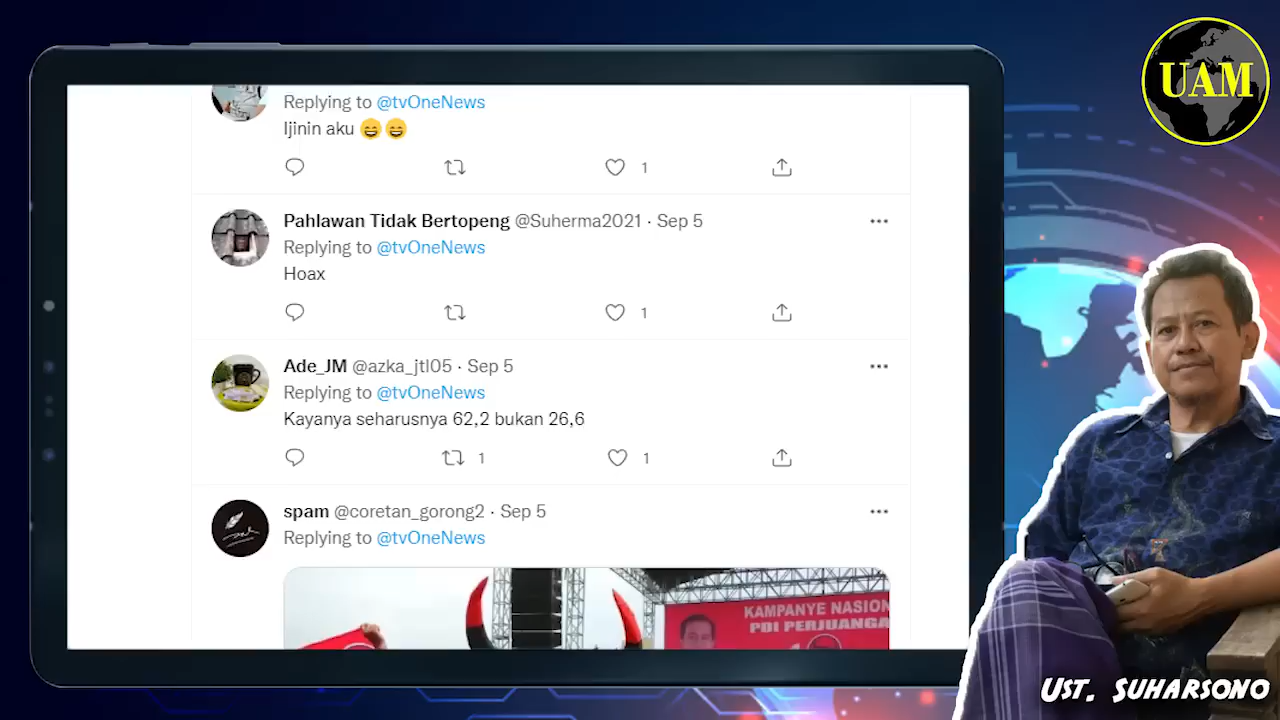 Replying to @tvOneNews
Ijinin aku 😄😄
1
Pahlawan Tidak Bertopeng @Suherma2021 · Sep 5
Replying to @tvOneNews
Hoax
1
Ade_JM @azka_jtl05 · Sep 5
Replying to @tvOneNews
Kayanya seharusnya 62,2 bukan 26,6
1 1
spam @coretan_gorong2 · Sep 5
Replying to @tvOneNews
KAMPANYE NASION
PDI PERJUANGA
UAM
UST. SUHARSONO